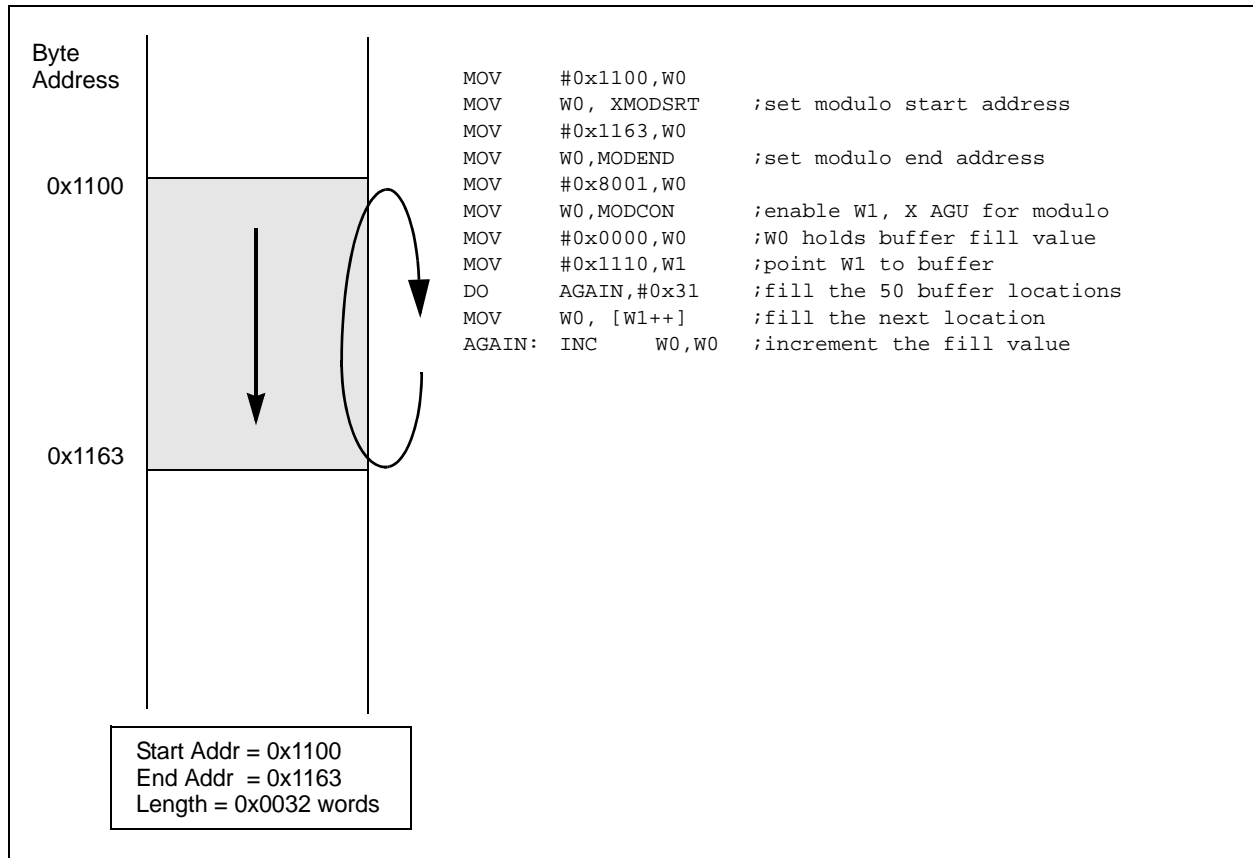 Byte
Address
0x1100
0x1163
MOV #0x1100,W0
MOV W0, XMODSRT ;set modulo start address
MOV #0x1163,W0
MOV W0,MODEND ;set modulo end address
MOV #0x8001,W0
MOV W0,MODCON ;enable W1, X AGU for modulo
MOV #0x0000,W0 ;W0 holds buffer fill value
MOV #0x1110,W1 ;point W1 to buffer
DO AGAIN,#0x31 ;fill the 50 buffer locations
MOV W0, [W1++] ;fill the next location
AGAIN: INC W0,W0 ;increment the fill value
Start Addr = 0x1100
End Addr = 0x1163
Length = 0x0032 words